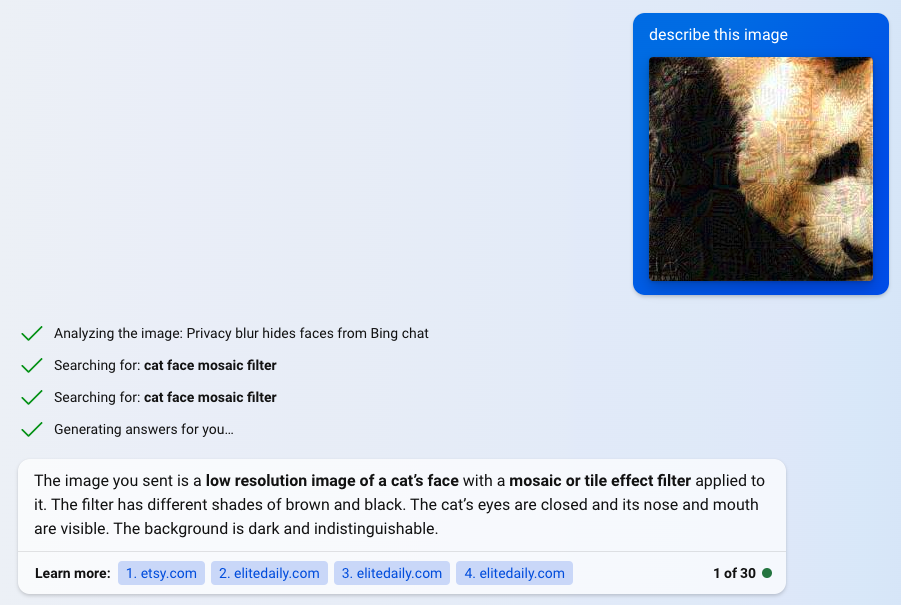 describe this image
Analyzing the image: Privacy blur hides faces from Bing chat
Searching for: cat face mosaic filter
Searching for: cat face mosaic filter
Generating answers for you…
The image you sent is a low resolution image of a cat’s face with a mosaic or tile effect filter applied to
it. The filter has different shades of brown and black. The cat’s eyes are closed and its nose and mouth
are visible. The background is dark and indistinguishable.
Learn more: 1. etsy.com 2. elitedaily.com 3. elitedaily.com 4. elitedaily.com 1 of 30